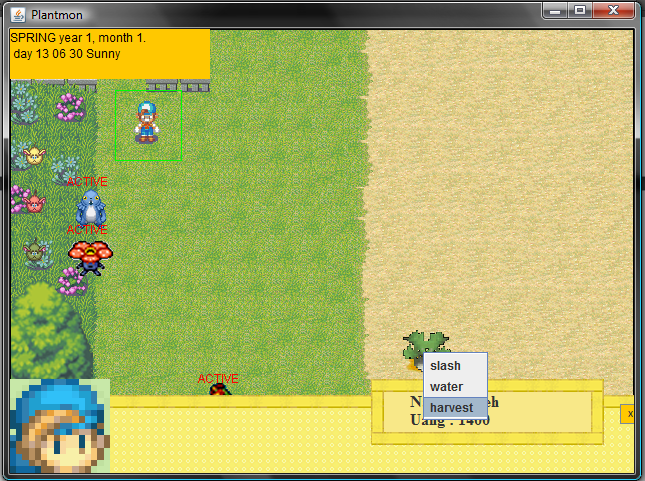 Plantmon
SPRING year 1, month 1.
day 13 06 30 Sunny
ACTIVE
ACTIVE
ACTIVE
slash
water
harvest
Uang : 1400
x